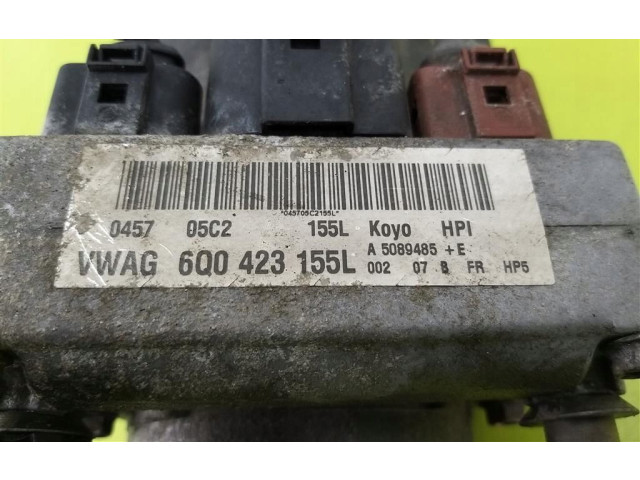 *045705C2155L*
0457 05C2 155L Koyo HPI
VWAG 6Q0 423 155L A 5089485 +E
002 07 B FR HP5